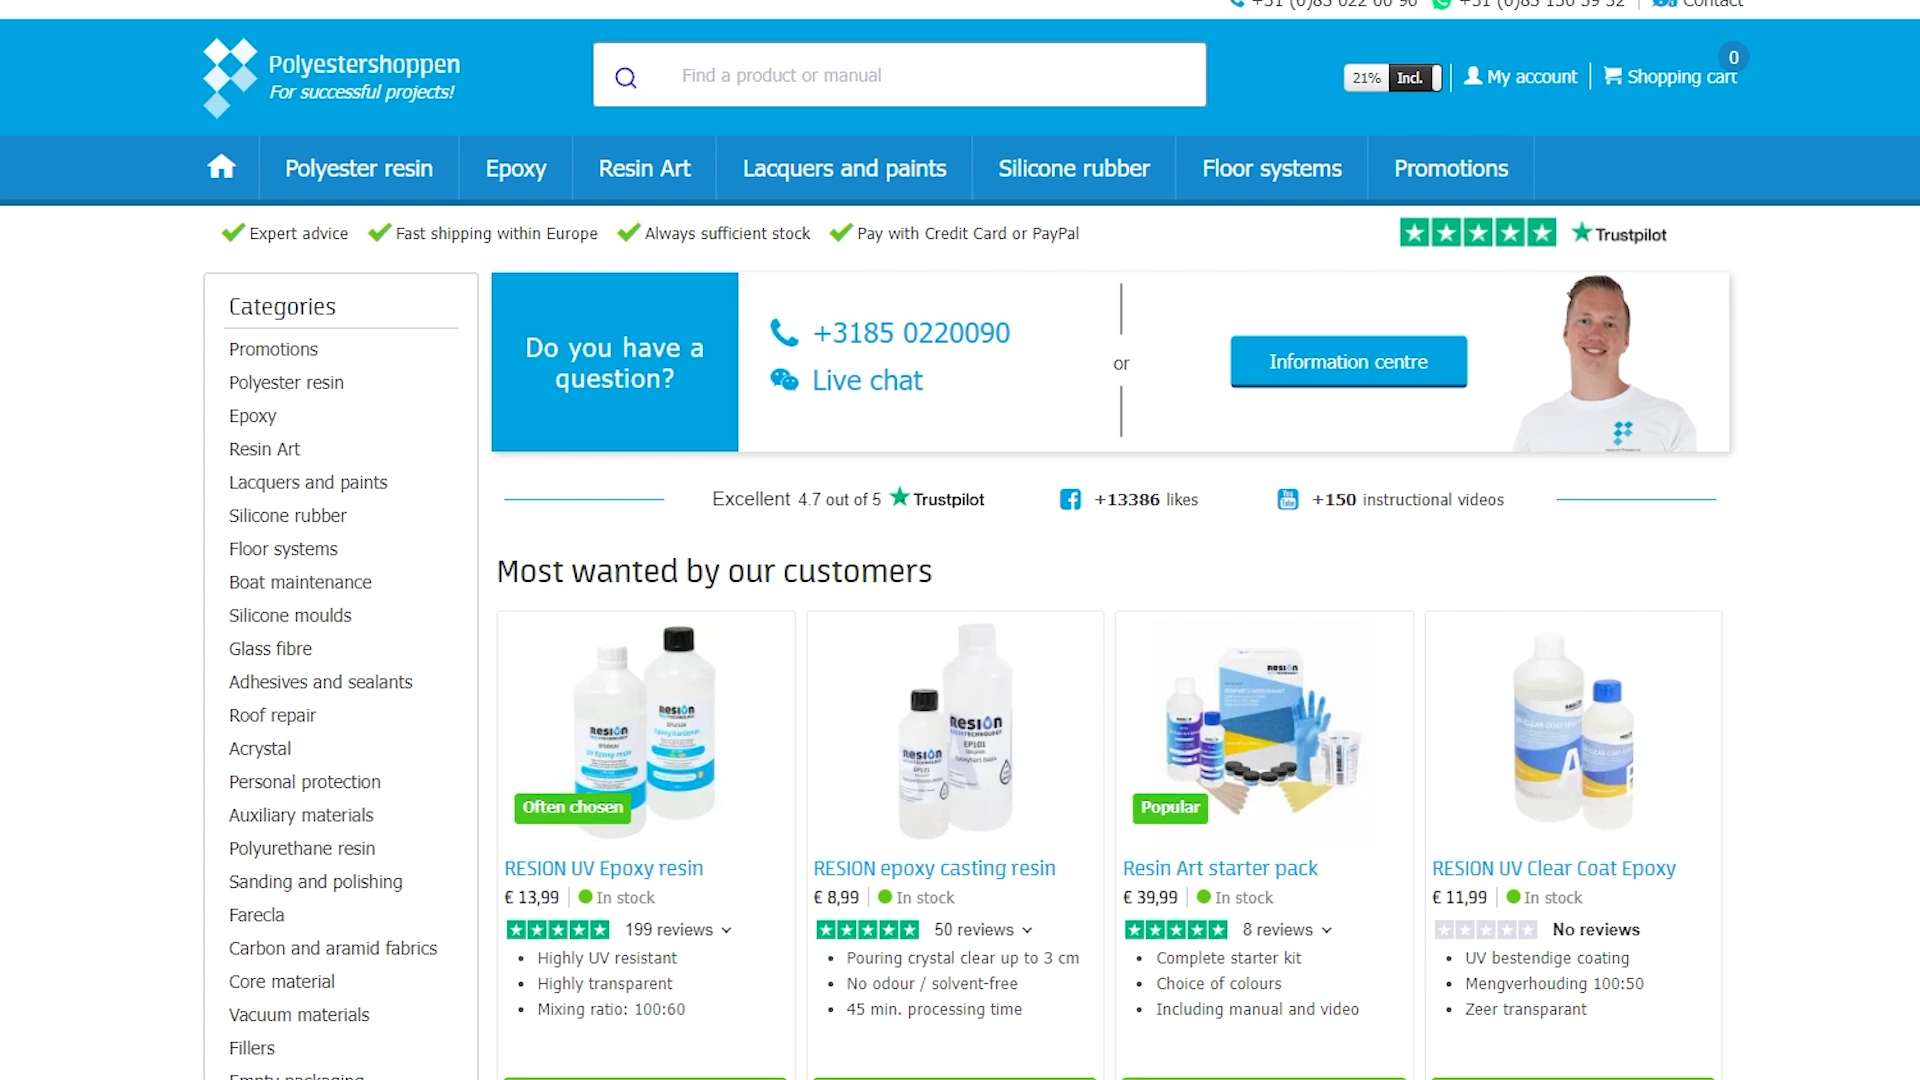 Contact
Polyestershoppen
For successful projects!
Find a product or manual
21% Incl.
My account
Shopping cart
0
Polyester resin
Epoxy
Resin Art
Lacquers and paints
Silicone rubber
Floor systems
Promotions
Expert advice
Fast shipping within Europe
Always sufficient stock
Pay with Credit Card or PayPal
Trustpilot
Categories
Promotions
Polyester resin
Epoxy
Resin Art
Lacquers and paints
Silicone rubber
Floor systems
Boat maintenance
Silicone moulds
Glass fibre
Adhesives and sealants
Roof repair
Acrystal
Personal protection
Auxiliary materials
Polyurethane resin
Sanding and polishing
Farecla
Carbon and aramid fabrics
Core material
Vacuum materials
Fillers
Do you have a
question?
+3185 0220090
Live chat
or
Information centre
Excellent 4.7 out of 5 Trustpilot
+13386 likes
+150 instructional videos
Most wanted by our customers
RESION
RESION
Often chosen
RESION UV Epoxy resin
€ 13,99 In stock
199 reviews
Highly UV resistant
Highly transparent
Mixing ratio: 100:60
RESION
EP101
RESION
RESION epoxy casting resin
€ 8,99 In stock
50 reviews
Pouring crystal clear up to 3 cm
No odour / solvent-free
45 min. processing time
RESION
Popular
Resin Art starter pack
€ 39,99 In stock
8 reviews
Complete starter kit
Choice of colours
Including manual and video
RESION UV Clear Coat Epoxy
€ 11,99 In stock
No reviews
UV bestendige coating
Mengverhouding 100:50
Zeer transparant